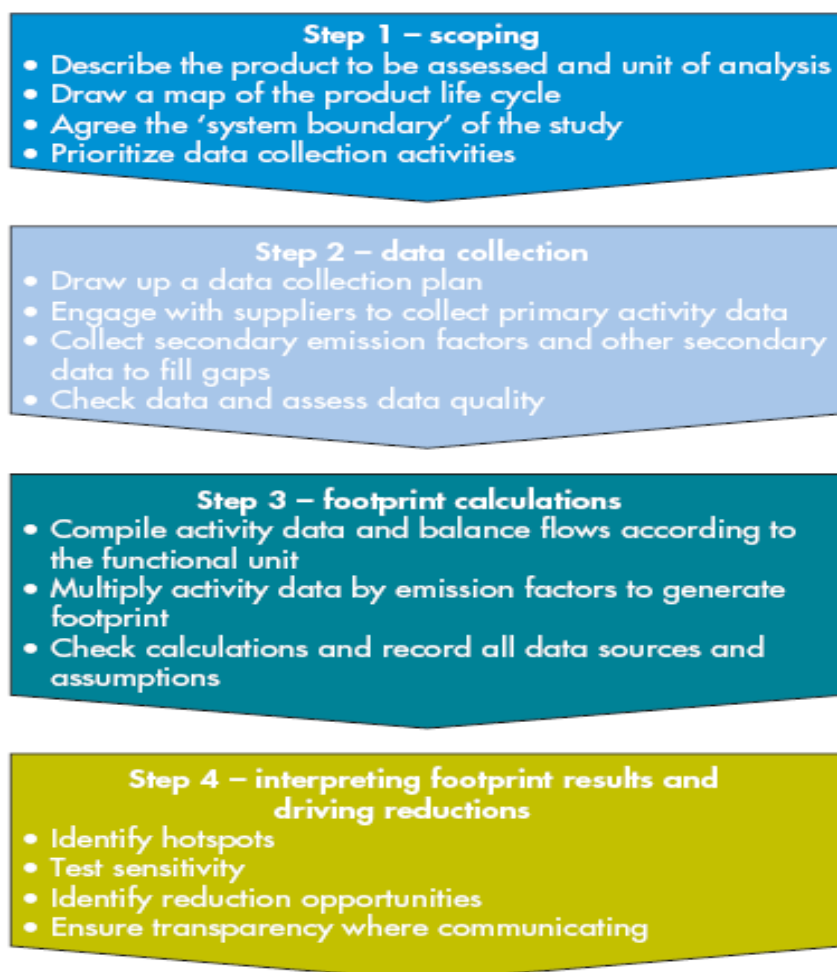 Step 1 – scoping
• Describe the product to be assessed and unit of analysis
• Draw a map of the product life cycle
• Agree the ‘system boundary’ of the study
• Prioritize data collection activities
Step 2 – data collection
• Draw up a data collection plan
• Engage with suppliers to collect primary activity data
• Collect secondary emission factors and other secondary
data to fill gaps
• Check data and assess data quality
Step 3 – footprint calculations
• Compile activity data and balance flows according to
the functional unit
• Multiply activity data by emission factors to generate
footprint
• Check calculations and record all data sources and
assumptions
Step 4 – interpreting footprint results and
driving reductions
• Identify hotspots
• Test sensitivity
• Identify reduction opportunities
• Ensure transparency where communicating